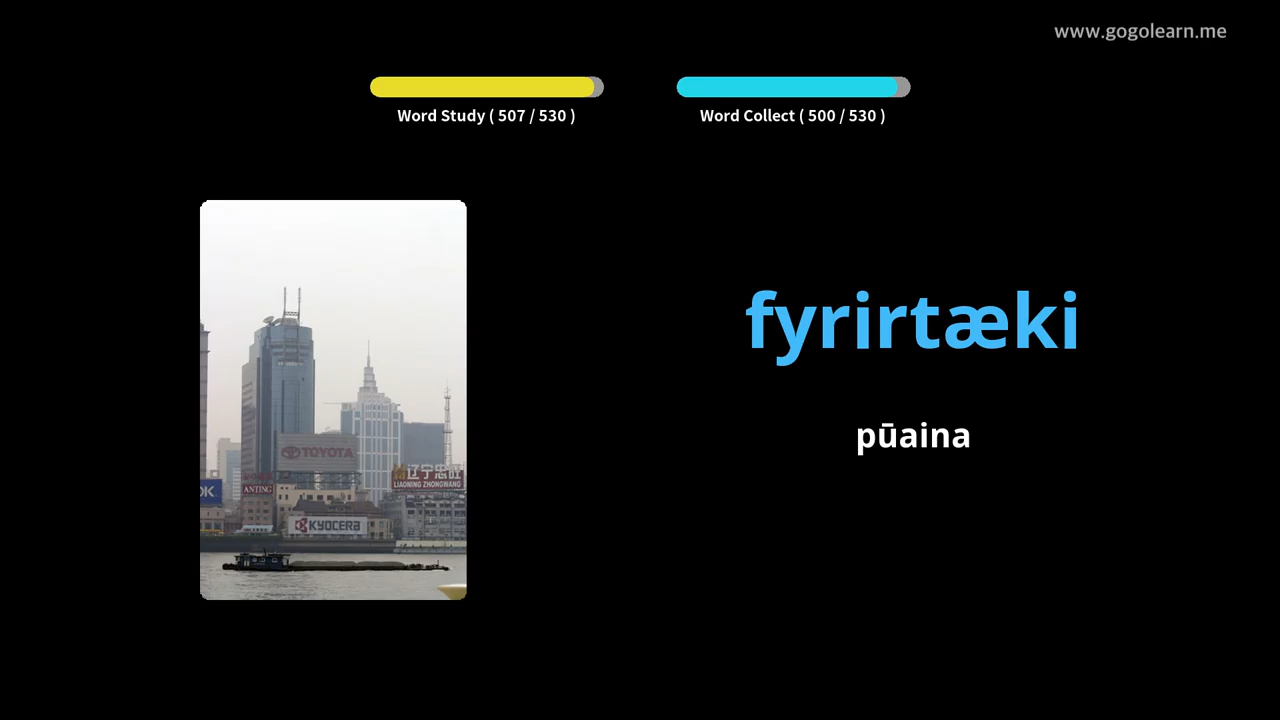 www.gogolearn.me
Word Study ( 507 / 530 )
Word Collect ( 500 / 530 )
fyrirtæki
pūaina
TOYOTA
辽宁忠旺
LIAONING ZHONGWANG
OK
ANTING
KYOCERA